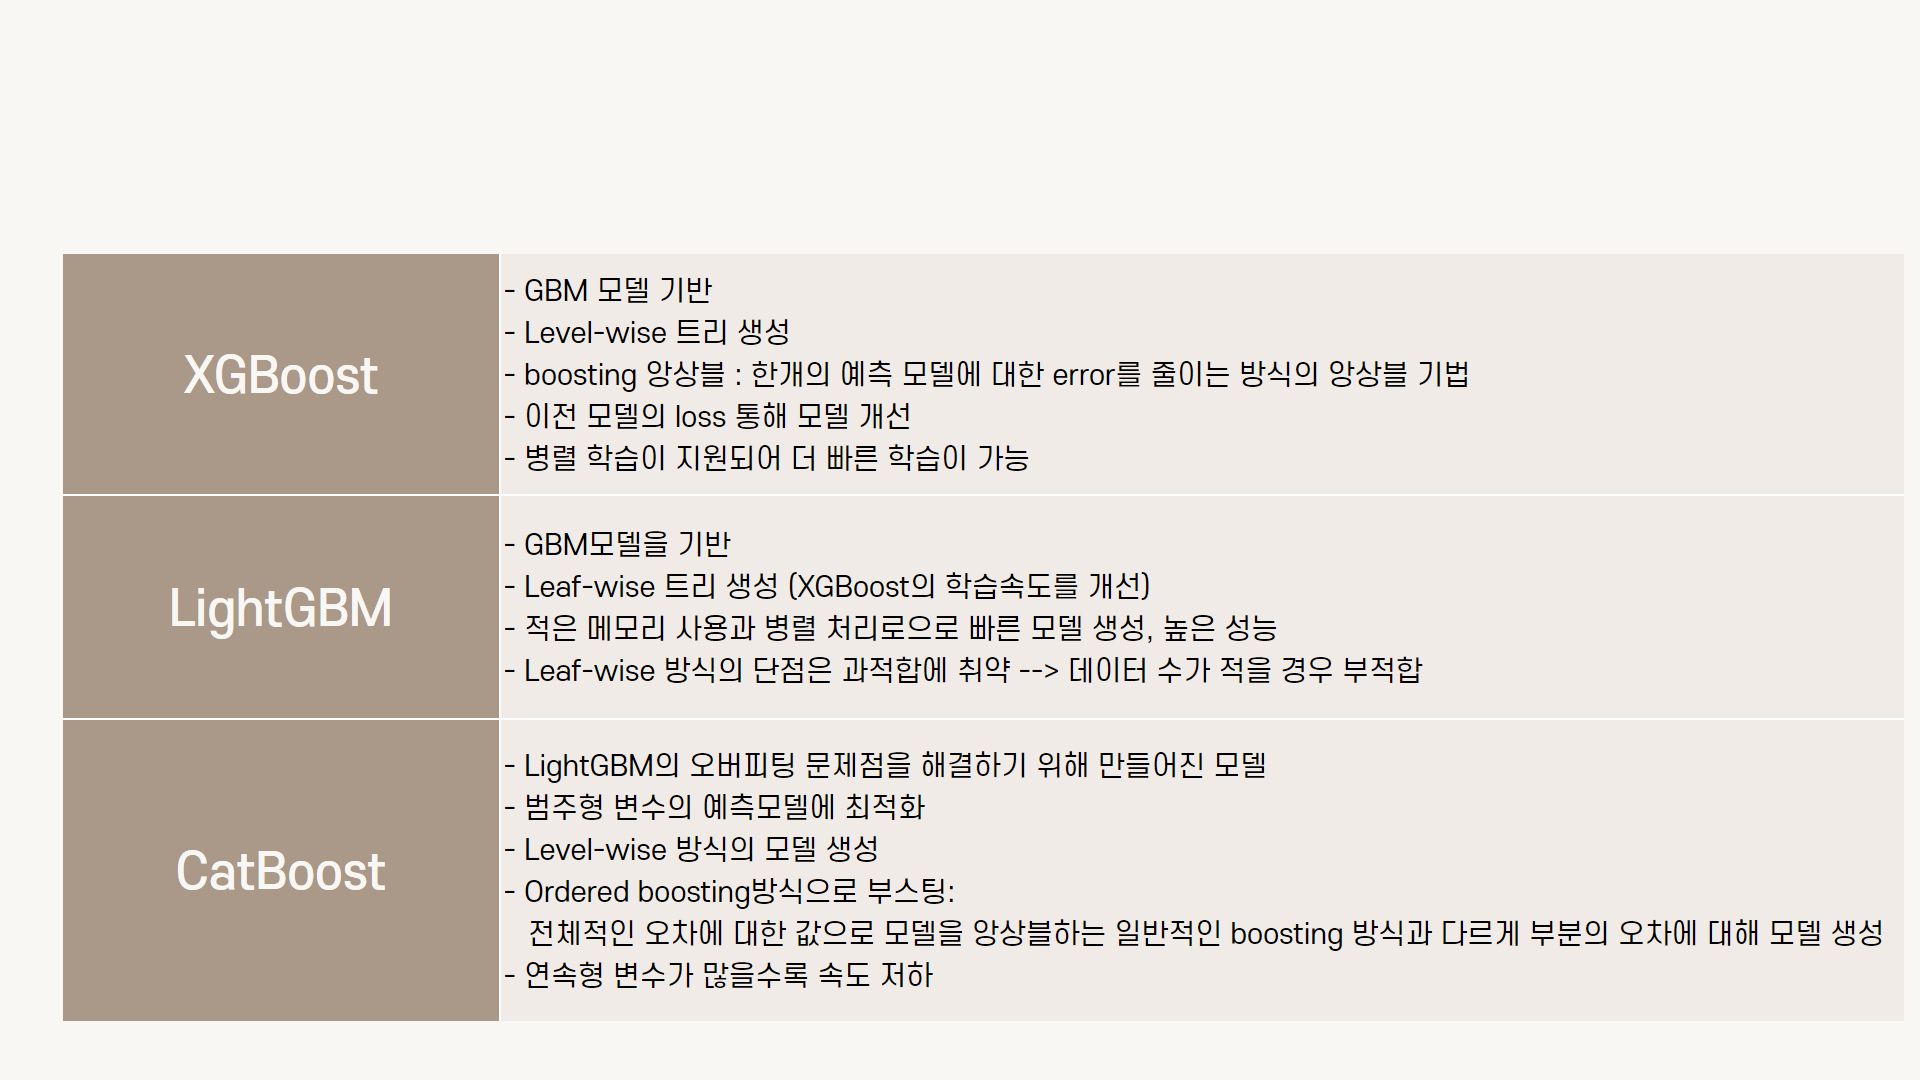 XGBoost
- GBM 모델 기반
- Level-wise 트리 생성
- boosting 앙상블 : 한개의 예측 모델에 대한 error를 줄이는 방식의 앙상블 기법
- 이전 모델의 loss 통해 모델 개선
- 병렬 학습이 지원되어 더 빠른 학습이 가능
LightGBM
- GBM모델을 기반
- Leaf-wise 트리 생성 (XGBoost의 학습속도를 개선)
- 적은 메모리 사용과 병렬 처리로으로 빠른 모델 생성, 높은 성능
- Leaf-wise 방식의 단점은 과적합에 취약 --> 데이터 수가 적을 경우 부적합
CatBoost
- LightGBM의 오버피팅 문제점을 해결하기 위해 만들어진 모델
- 범주형 변수의 예측모델에 최적화
- Level-wise 방식의 모델 생성
- Ordered boosting방식으로 부스팅:
전체적인 오차에 대한 값으로 모델을 앙상블하는 일반적인 boosting 방식과 다르게 부분의 오차에 대해 모델 생성
- 연속형 변수가 많을수록 속도 저하